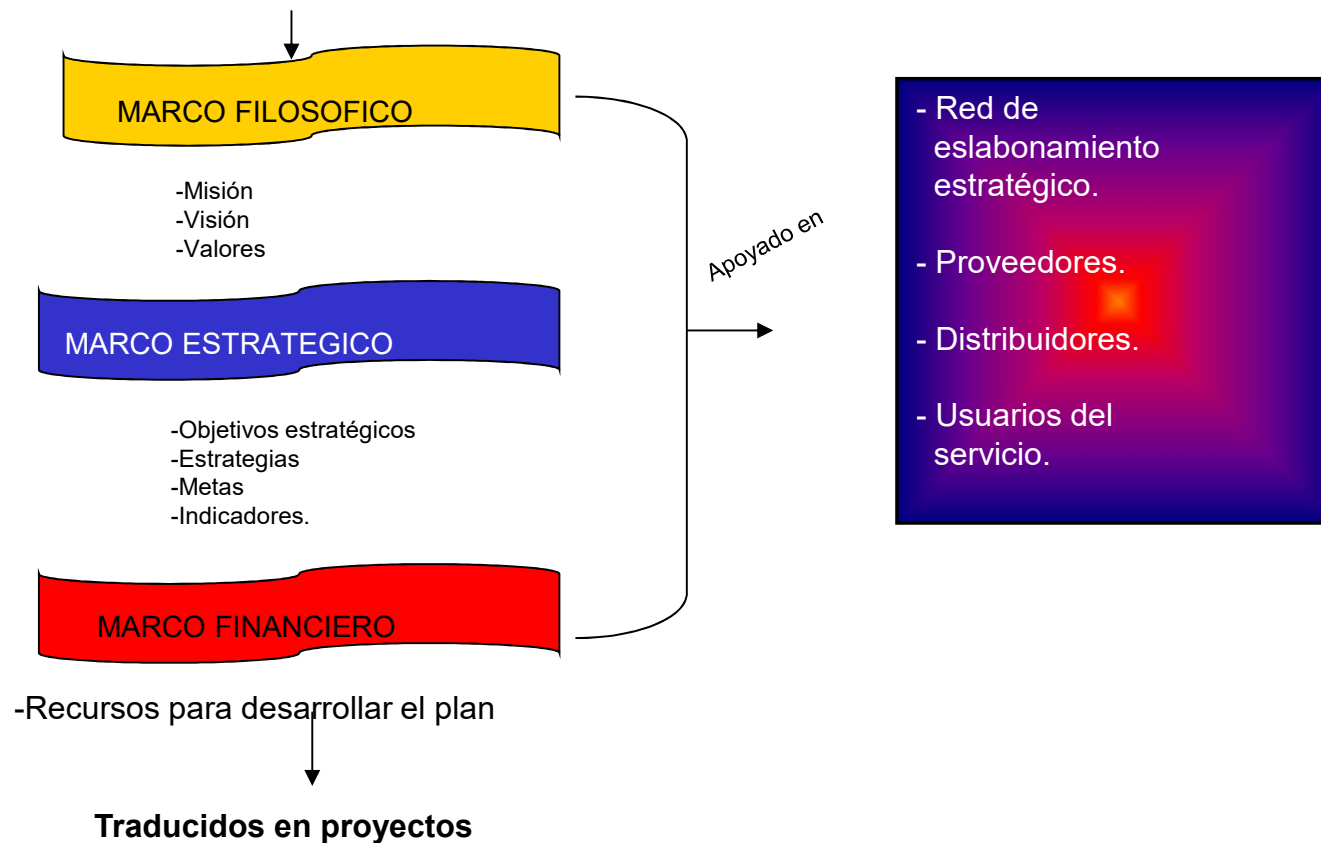 MARCO FILOSOFICO
-Misión
-Visión
-Valores
MARCO ESTRATEGICO
-Objetivos estratégicos
-Estrategias
-Metas
-Indicadores.
MARCO FINANCIERO
-Recursos para desarrollar el plan
Traducidos en proyectos
Apoyado en
- Red de
eslabonamiento
estratégico.
- Proveedores.
- Distribuidores.
- Usuarios del
servicio.